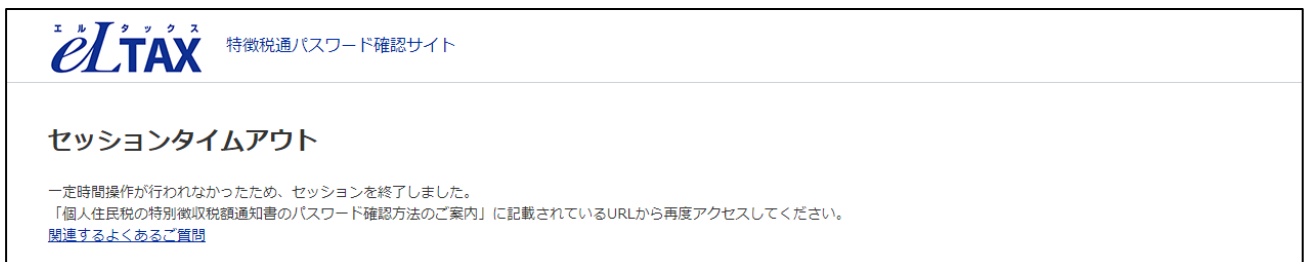 エルタックス
eLTAX 特徴税通パスワード確認サイト
セッションタイムアウト
一定時間操作が行われなかったため、セッションを終了しました。
「個人住民税の特別徴収税額通知書のパスワード確認方法のご案内」に記載されているURLから再度アクセスしてください。
関連するよくあるご質問